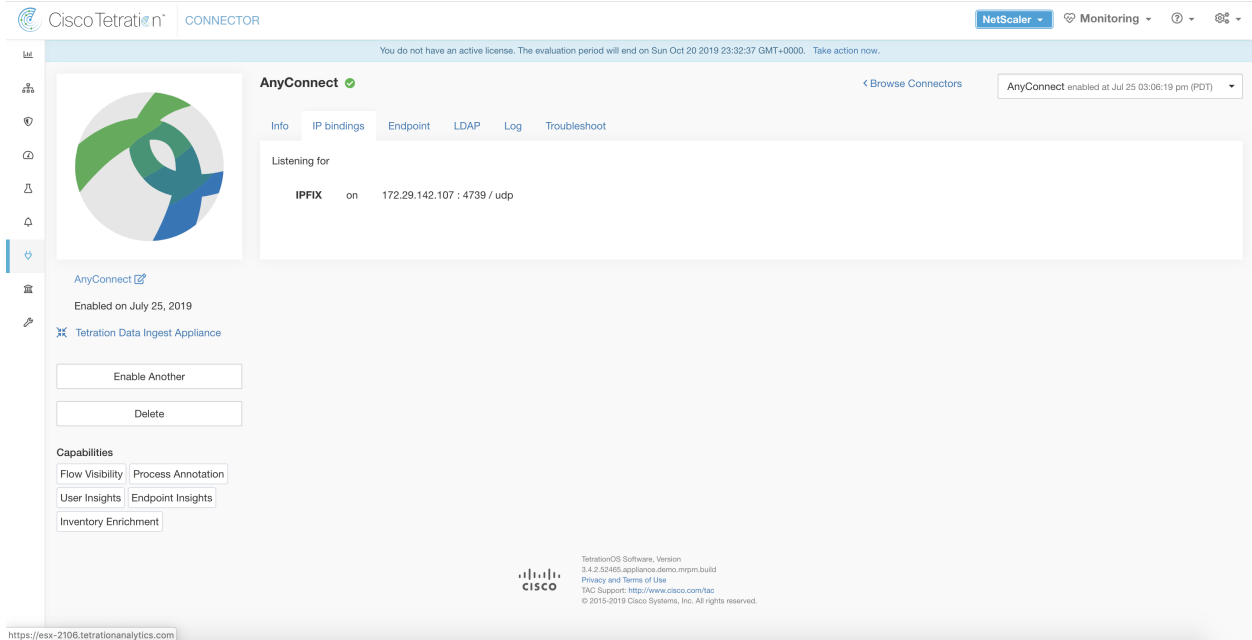 Cisco Tetration™ CONNECTOR NetScaler Monitoring
You do not have an active license. The evaluation period will end on Sun Oct 20 2019 23:32:37 GMT+0000. Take action now.
AnyConnect Browse Connectors AnyConnect enabled at Jul 25 03:06:19 pm (PDT)
Info IP bindings Endpoint LDAP Log Troubleshoot
Listening for
IPFIX on 172.29.142.107 : 4739 / udp
AnyConnect
Enabled on July 25, 2019
Tetration Data Ingest Appliance
Enable Another
Delete
Capabilities
Flow Visibility Process Annotation
User Insights Endpoint Insights
Inventory Enrichment
CISCO
TetrationOS Software, Version
3.4.2.52465.appliance.demo.mrpm.build
Privacy and Terms of Use
TAC Support: http://www.cisco.com/tac
© 2015-2019 Cisco Systems, Inc. All rights reserved.
https://esx-2106.tetrationanalytics.com